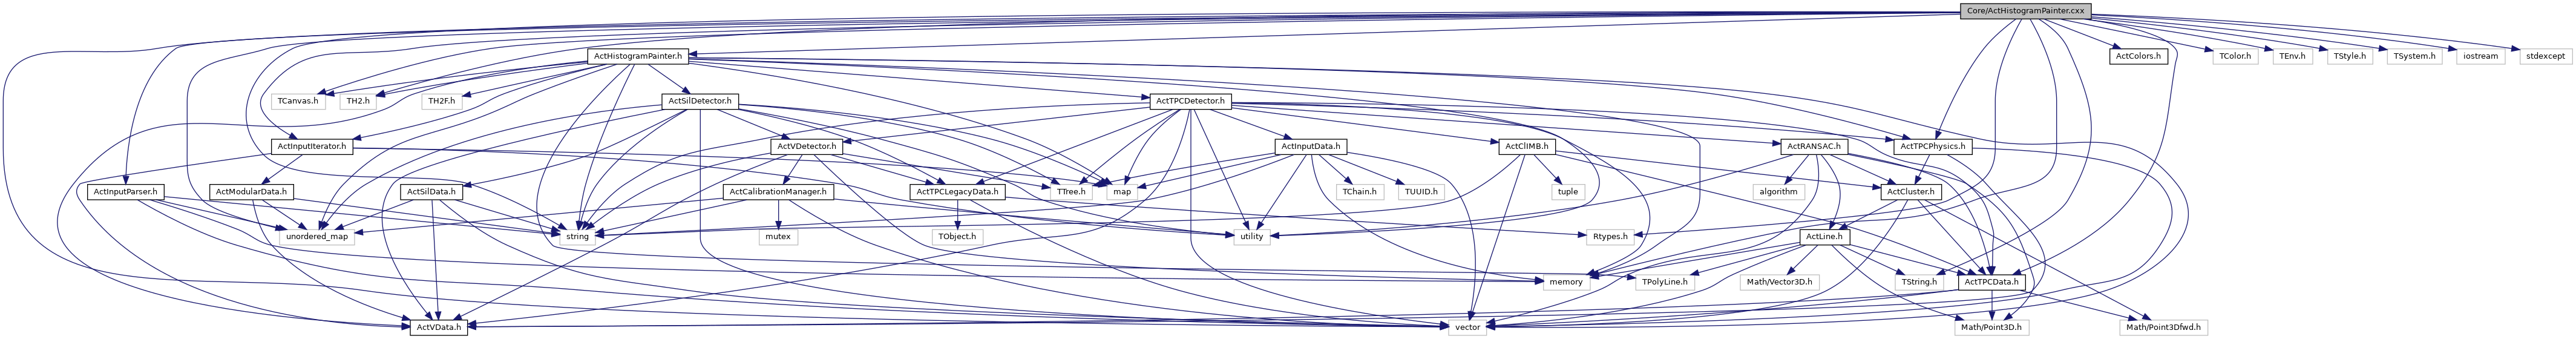 Core/ActHistogramPainter.cxx
ActHistogramPainter.h
ActColors.h
TColor.h
TEnv.h
TStyle.h
TSystem.h
iostream
stdexcept
TCanvas.h
TH2.h
TH2F.h
ActSilDetector.h
ActTPCDetector.h
ActInputIterator.h
ActVDetector.h
ActInputData.h
ActClIMB.h
ActRANSAC.h
ActTPCPhysics.h
ActInputParser.h
ActModularData.h
ActSilData.h
ActCalibrationManager.h
ActTPCLegacyData.h
TTree.h
map
TChain.h
TUUID.h
tuple
algorithm
ActCluster.h
unordered_map
string
mutex
TObject.h
utility
Rtypes.h
ActLine.h
memory
TPolyLine.h
Math/Vector3D.h
TString.h
ActTPCData.h
ActVData.h
vector
Math/Point3D.h
Math/Point3Dfwd.h